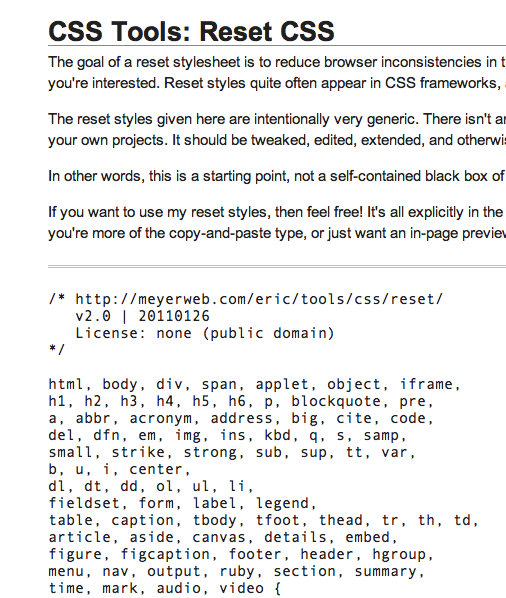 CSS Tools: Reset CSS
The goal of a reset stylesheet is to reduce browser inconsistencies in
you're interested. Reset styles quite often appear in CSS frameworks,
The reset styles given here are intentionally very generic. There isn't
your own projects. It should be tweaked, edited, extended, and
In other words, this is a starting point, not a self-contained black box of
If you want to use my reset styles, then feel free! It's all explicitly in the
you're more of the copy-and-paste type, or just want an in-page
/* http://meyerweb.com/eric/tools/css/reset/
v2.0 | 20110126
License: none (public domain)
*/
html, body, div, span, applet, object, iframe,
h1, h2, h3, h4, h5, h6, p, blockquote, pre,
a, abbr, acronym, address, big, cite, code,
del, dfn, em, img, ins, kbd, q, s, samp,
small, strike, strong, sub, sup, tt, var,
b, u, i, center,
dl, dt, dd, ol, ul, li,
fieldset, form, label, legend,
table, caption, tbody, tfoot, thead, tr, th, td,
article, aside, canvas, details, embed,
figure, figcaption, footer, header, hgroup,
menu, nav, output, ruby, section, summary,
time, mark, audio, video {